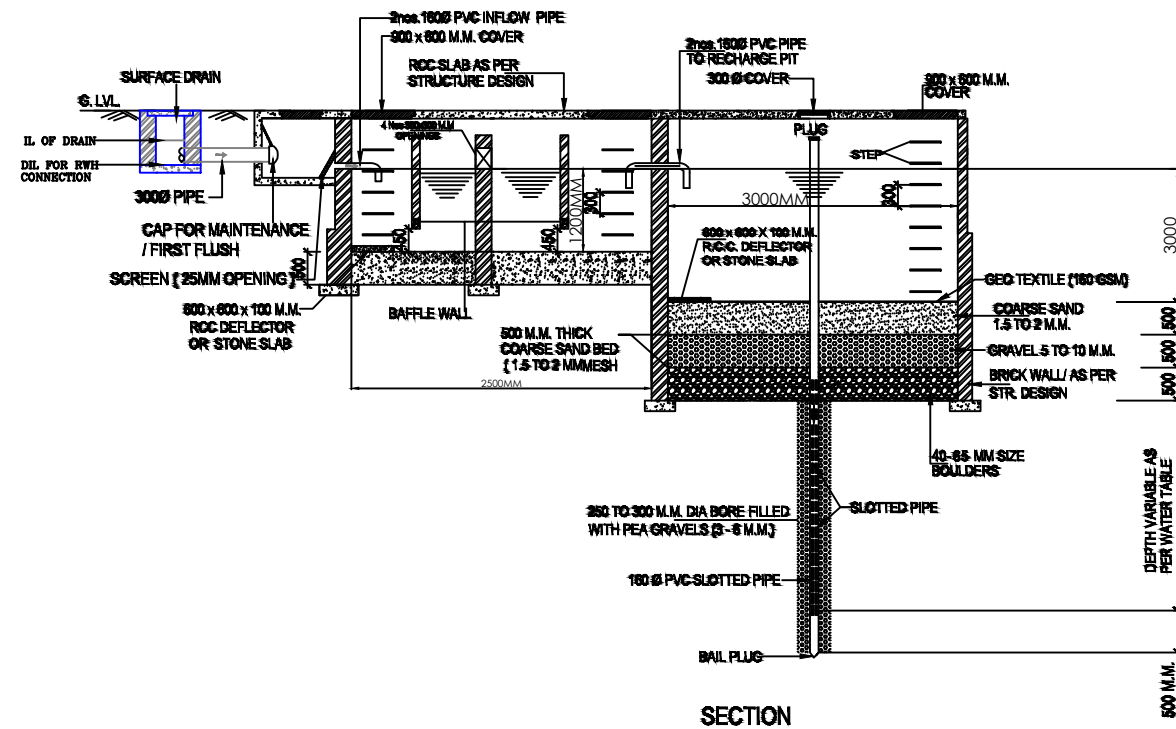 2nos. 160Ø PVC INFLOW PIPE
900 x 600 M.M. COVER
2nos. 160Ø PVC PIPE
TO RECHARGE PIT
RCC SLAB AS PER
STRUCTURE DESIGN
300 Ø COVER
900 x 600 M.M.
COVER
SURFACE DRAIN
G. LVL.
PLUG
OPENINGS
IL OF DRAIN
STEP
DIL FOR RWH
CONNECTION
300Ø PIPE
3000MM
300
300
1200MM
3000
CAP FOR MAINTENANCE
/ FIRST FLUSH
600 x 600 X 100 M.M.
R.C.C. DEFLECTOR
OR STONE SLAB
450
450
SCREEN [ 25MM OPENING ]
GEO TEXTILE [160 GSM]
600 x 600 x 100 M.M.
RCC DEFLECTOR
OR STONE SLAB
BAFFLE WALL
COARSE SAND
1.5 TO 2 M.M.
500
500 M.M. THICK
COARSE SAND BED
[ 1.5 TO 2 MMMESH
GRAVEL 5 TO 10 M.M.
500
2500MM
BRICK WALL/ AS PER
STR. DESIGN
500
40-65 MM SIZE
BOULDERS
250 TO 300 M.M. DIA BORE FILLED
WITH PEA GRAVELS [3 - 6 M.M.]
SLOTTED PIPE
DEPTH VARIABLE AS
PER WATER TABLE
160 Ø PVC SLOTTED PIPE
BAIL PLUG
500 M.M.
SECTION